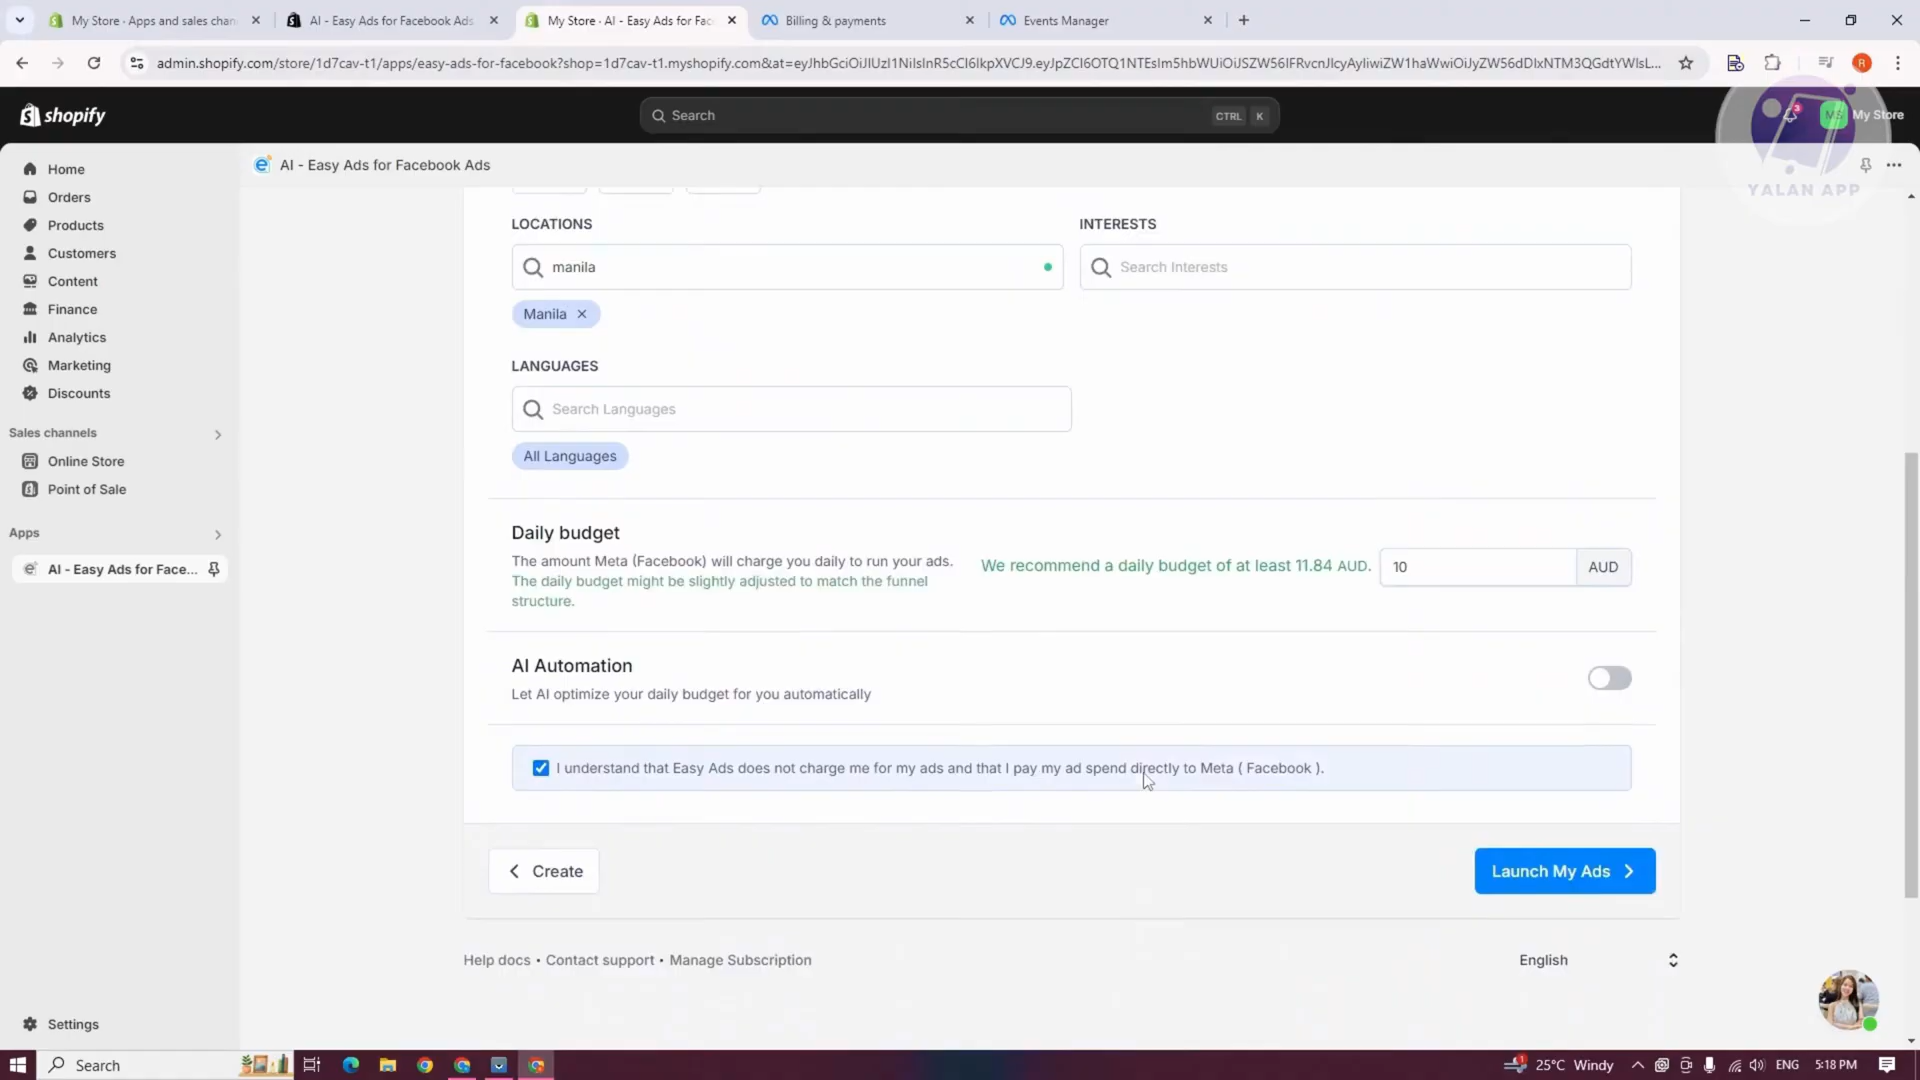 My Store · Apps and sales chan
AI - Easy Ads for Facebook Ads
My Store · AI - Easy Ads for Fac
Billing & payments
Events Manager
admin.shopify.com/store/1d7cav-t1/apps/easy-ads-for-facebook?shop=1d7cav-t1.myshopify.com&at=
R
shopify
Search
CTRL K
3
MS
My Store
YALAN APP
Home
Orders
Products
Customers
Content
Finance
Analytics
Marketing
Discounts
Sales channels
Online Store
Point of Sale
Apps
AI - Easy Ads for Face...
Settings
AI - Easy Ads for Facebook Ads
LOCATIONS
manila
Manila
INTERESTS
Search Interests
LANGUAGES
Search Languages
All Languages
Daily budget
The amount Meta (Facebook) will charge you daily to run your ads.
The daily budget might be slightly adjusted to match the funnel
structure.
We recommend a daily budget of at least 11.84 AUD.
10
AUD
AI Automation
Let AI optimize your daily budget for you automatically
I understand that Easy Ads does not charge me for my ads and that I pay my ad spend directly to Meta ( Facebook ).
Create
Launch My Ads
Help docs • Contact support • Manage Subscription
English
Search
1
25°C Windy
ENG
5:18 PM